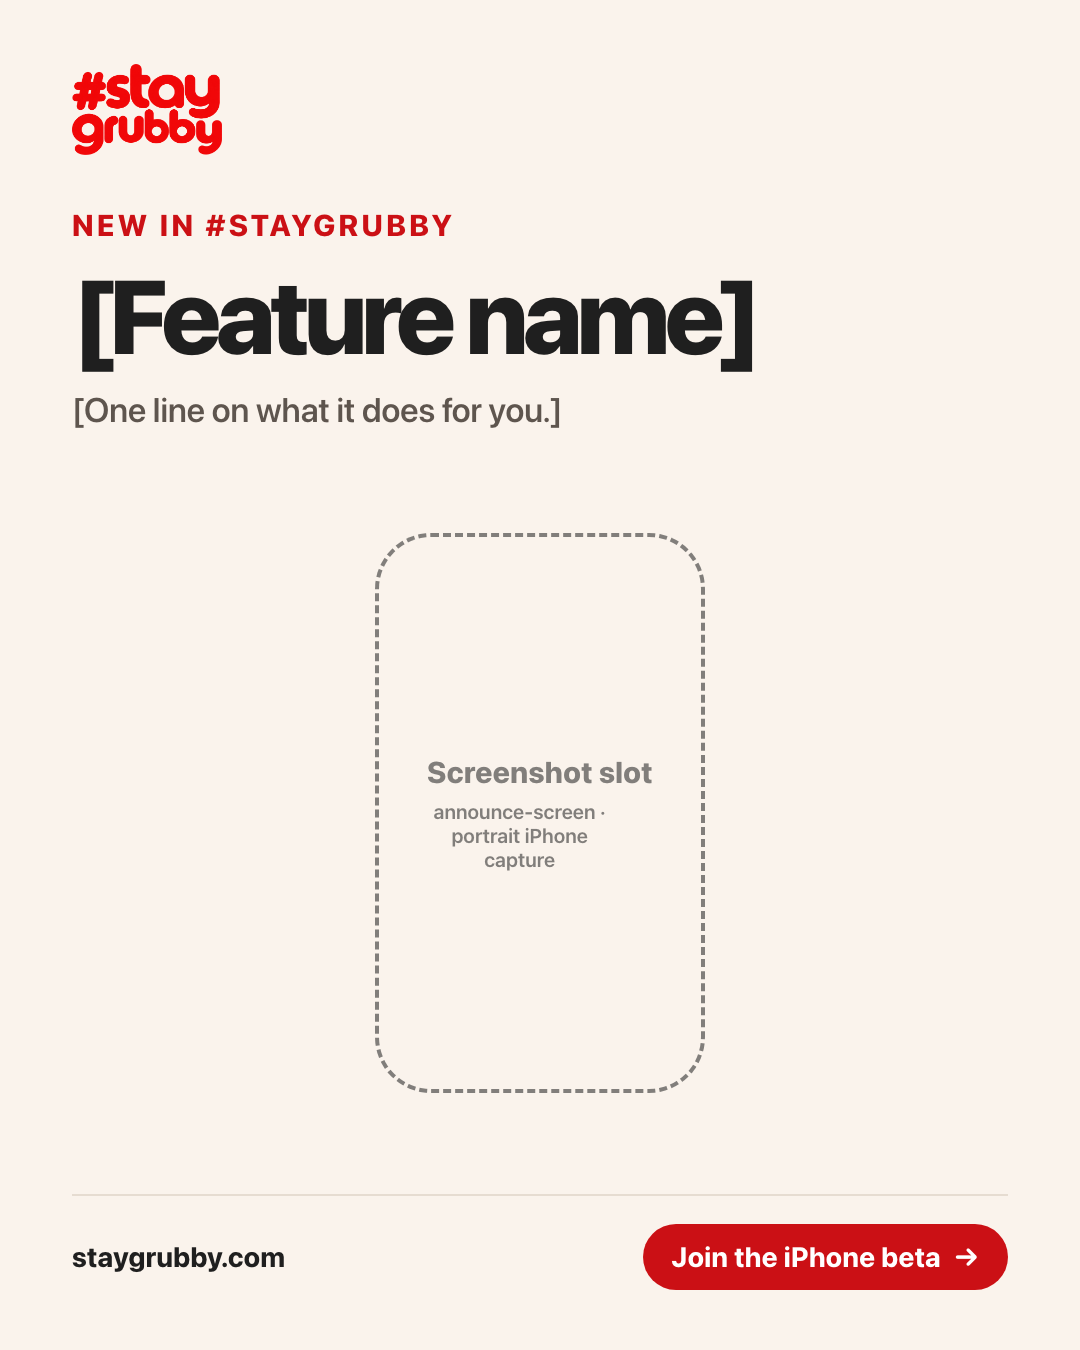 #stay
grubby
NEW IN #STAYGRUBBY
[Feature name]
[One line on what it does for you.]
Screenshot slot
announce-screen ·
portrait iPhone
capture
staygrubby.com
Join the iPhone beta →